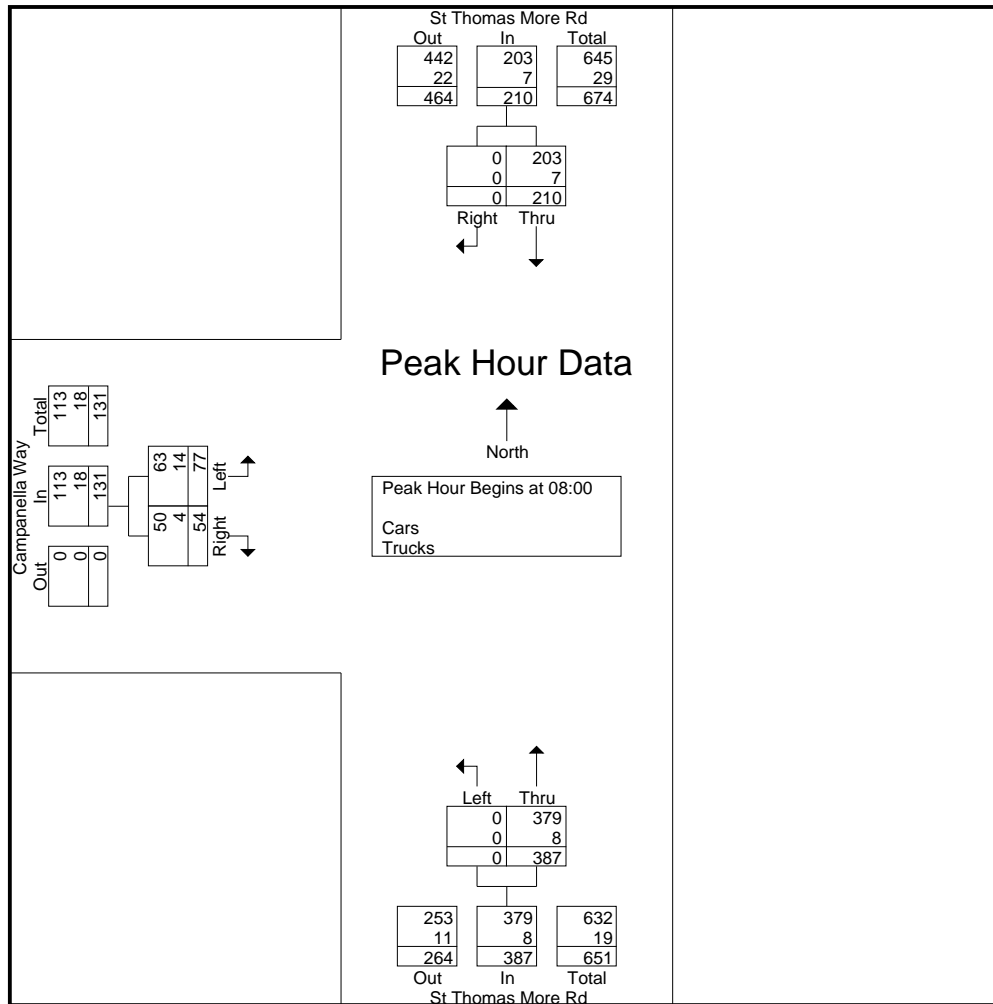 St Thomas More Rd
Out In Total
442 203 645
22 7 29
464 210 674
0 203
0 7
0 210
Right Thru
Peak Hour Data
North
Peak Hour Begins at 08:00
Cars
Trucks
Campanella Way
Out In Total
0 113 113
0 18 18
0 131 131
Right Left
50 63
4 14
54 77
Left Thru
0 379
0 8
0 387
253 379 632
11 8 19
264 387 651
Out In Total
St Thomas More Rd